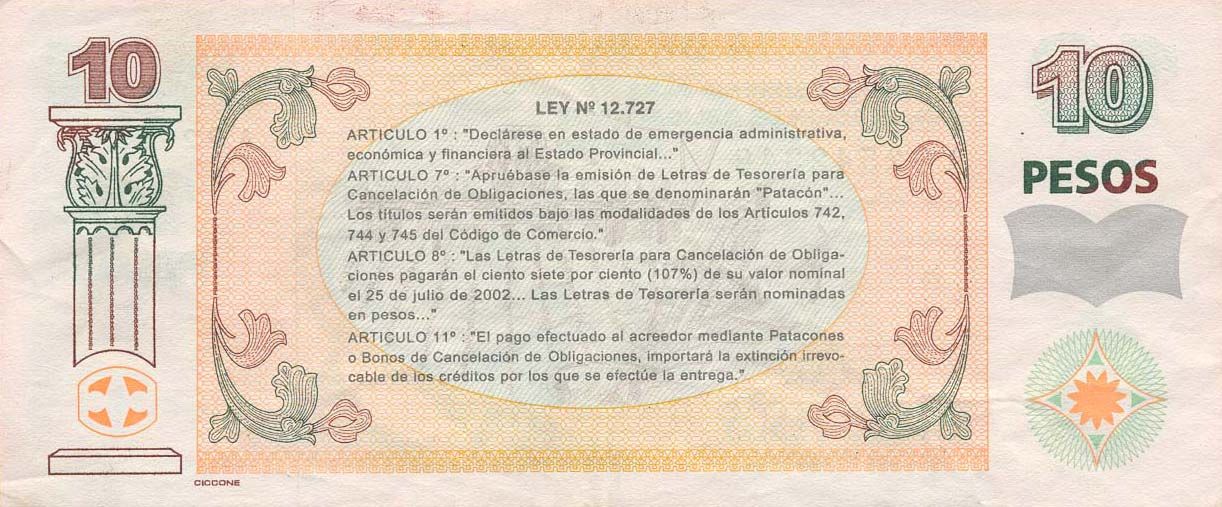 10
10
PESOS
LEY Nº 12.727
ARTICULO 1º : "Declárese en estado de emergencia administrativa,
económica y financiera al Estado Provincial..."
ARTICULO 7º : "Apruébase la emisión de Letras de Tesorería para
Cancelación de Obligaciones, las que se denominarán "Patacón"...
Los títulos serán emitidos bajo las modalidades de los Artículos 742,
744 y 745 del Código de Comercio."
ARTICULO 8º : "Las Letras de Tesorería para Cancelación de Obliga-
ciones pagarán el ciento siete por ciento (107%) de su valor nominal
el 25 de julio de 2002... Las Letras de Tesorería serán nominadas
en pesos..."
ARTICULO 11º : "El pago efectuado al acreedor mediante Patacones
o Bonos de Cancelación de Obligaciones, importará la extinción irrevo-
cable de los créditos por los que se efectúe la entrega."
CICCONE